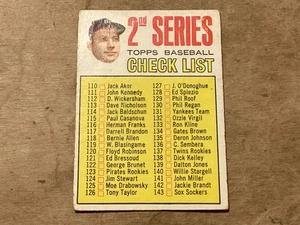 2nd SERIES
TOPPS BASEBALL
CHECK LIST
110 Jack Aker
111 John Kennedy
112 D. Wickersham
113 Dave Nicholson
114 Jack Baldschun
115 Paul Casanova
116 Herman Franks
117 Darrell Brandon
118 Bernie Allen
119 W. Blasingame
120 Floyd Robinson
121 Ed Bressoud
122 George Brunet
123 Pirates Rookies
124 Jim Stewart
125 Moe Drabowsky
126 Tony Taylor
127 J. O'Donoghue
128 Ed Spiezio
129 Phil Roof
130 Phil Regan
131 Yankees Team
132 Ozzie Virgil
133 Ron Kline
134 Gates Brown
135 Deron Johnson
136 C. Sembera
137 Twins Rookies
138 Dick Kelley
139 Dalton Jones
140 Willie Stargell
141 John Miller
142 Jackie Brandt
143 Sox Sockers